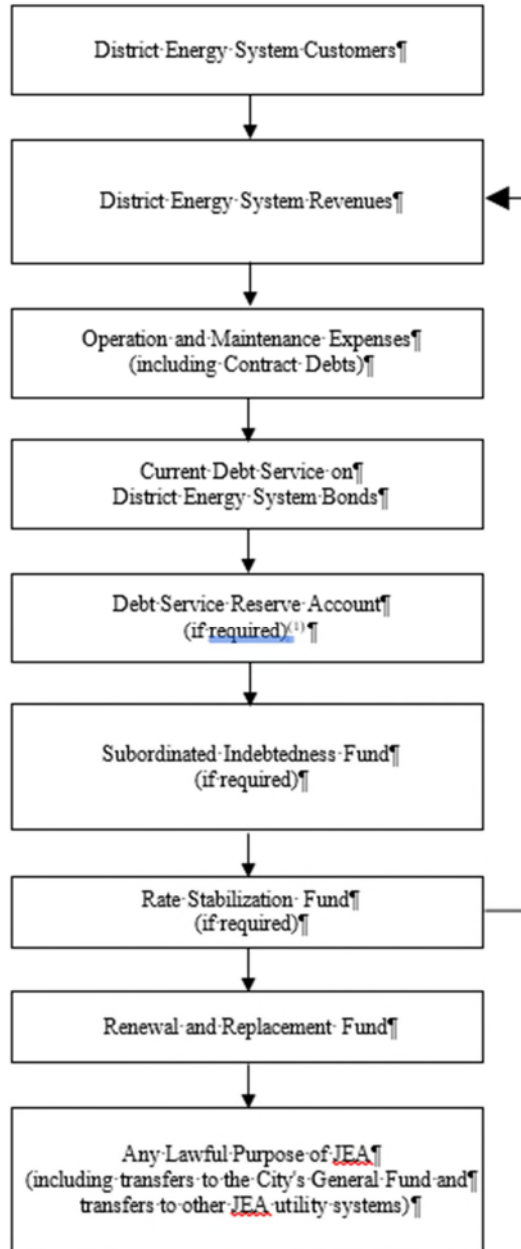 District Energy System Customers¶
District Energy System Revenues¶
Operation and Maintenance Expenses¶
(including Contract Debts)¶
Current Debt Service on¶
District Energy System Bonds¶
Debt Service Reserve Account¶
(if required)(1)¶
Subordinated Indebtedness Fund¶
(if required)¶
Rate Stabilization Fund¶
(if required)¶
Renewal and Replacement Fund¶
Any Lawful Purpose of JEA¶
(including transfers to the City's General Fund and¶
transfers to other JEA utility systems)¶